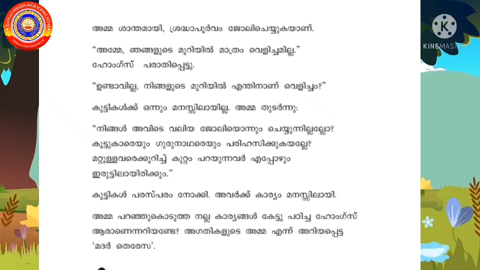 അമ്മ ശാന്തമായി, ശ്രദ്ധാപൂർവം ജോലിചെയ്യുകയാണ്.
“അമ്മേ, ഞങ്ങളുടെ മുറിയിൽ മാത്രം വെളിച്ചമില്ല.”
ഹോംഗ്സ് പരാതിപ്പെട്ടു.
“ഉണ്ടാവില്ല, നിങ്ങളുടെ മുറിയിൽ എന്തിനാണ് വെളിച്ചം?”
കുട്ടികൾക്ക് ഒന്നും മനസ്സിലായില്ല. അമ്മ തുടർന്നു:
“നിങ്ങൾ അവിടെ വലിയ ജോലിയൊന്നും ചെയ്യുന്നില്ലല്ലോ?
കൂട്ടുകാരെയും ഗുരുനാഥരെയും പരിഹസിക്കുകയല്ലേ?
മറ്റുള്ളവരെക്കുറിച്ച് കുറ്റം പറയുന്നവർ എപ്പോഴും
ഇരുട്ടിലായിരിക്കും.”
കുട്ടികൾ പരസ്പരം നോക്കി. അവർക്ക് കാര്യം മനസ്സിലായി.
അമ്മ പറഞ്ഞുകൊടുത്ത നല്ല കാര്യങ്ങൾ കേട്ടു പഠിച്ച ഹോംഗ്സ്
ആരാണെന്നറിയണ്ടേ? അഗതികളുടെ അമ്മ എന്ന് അറിയപ്പെട്ട
‘മദർ തെരേസ’.
KINEMASTER